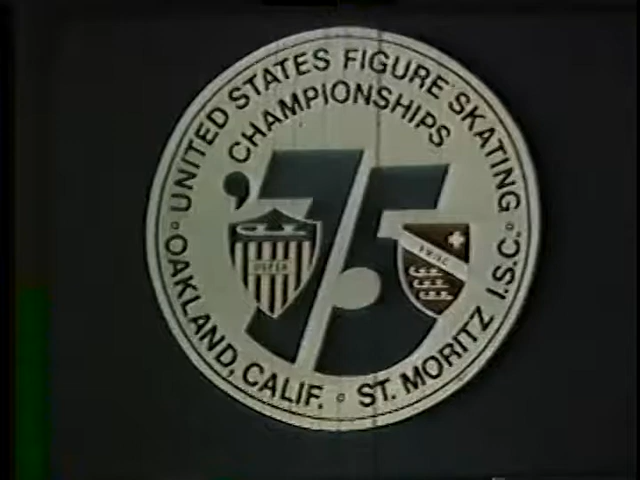 UNITED STATES FIGURE SKATING
CHAMPIONSHIPS
'75
OAKLAND, CALIF. ST. MORITZ I.S.C.